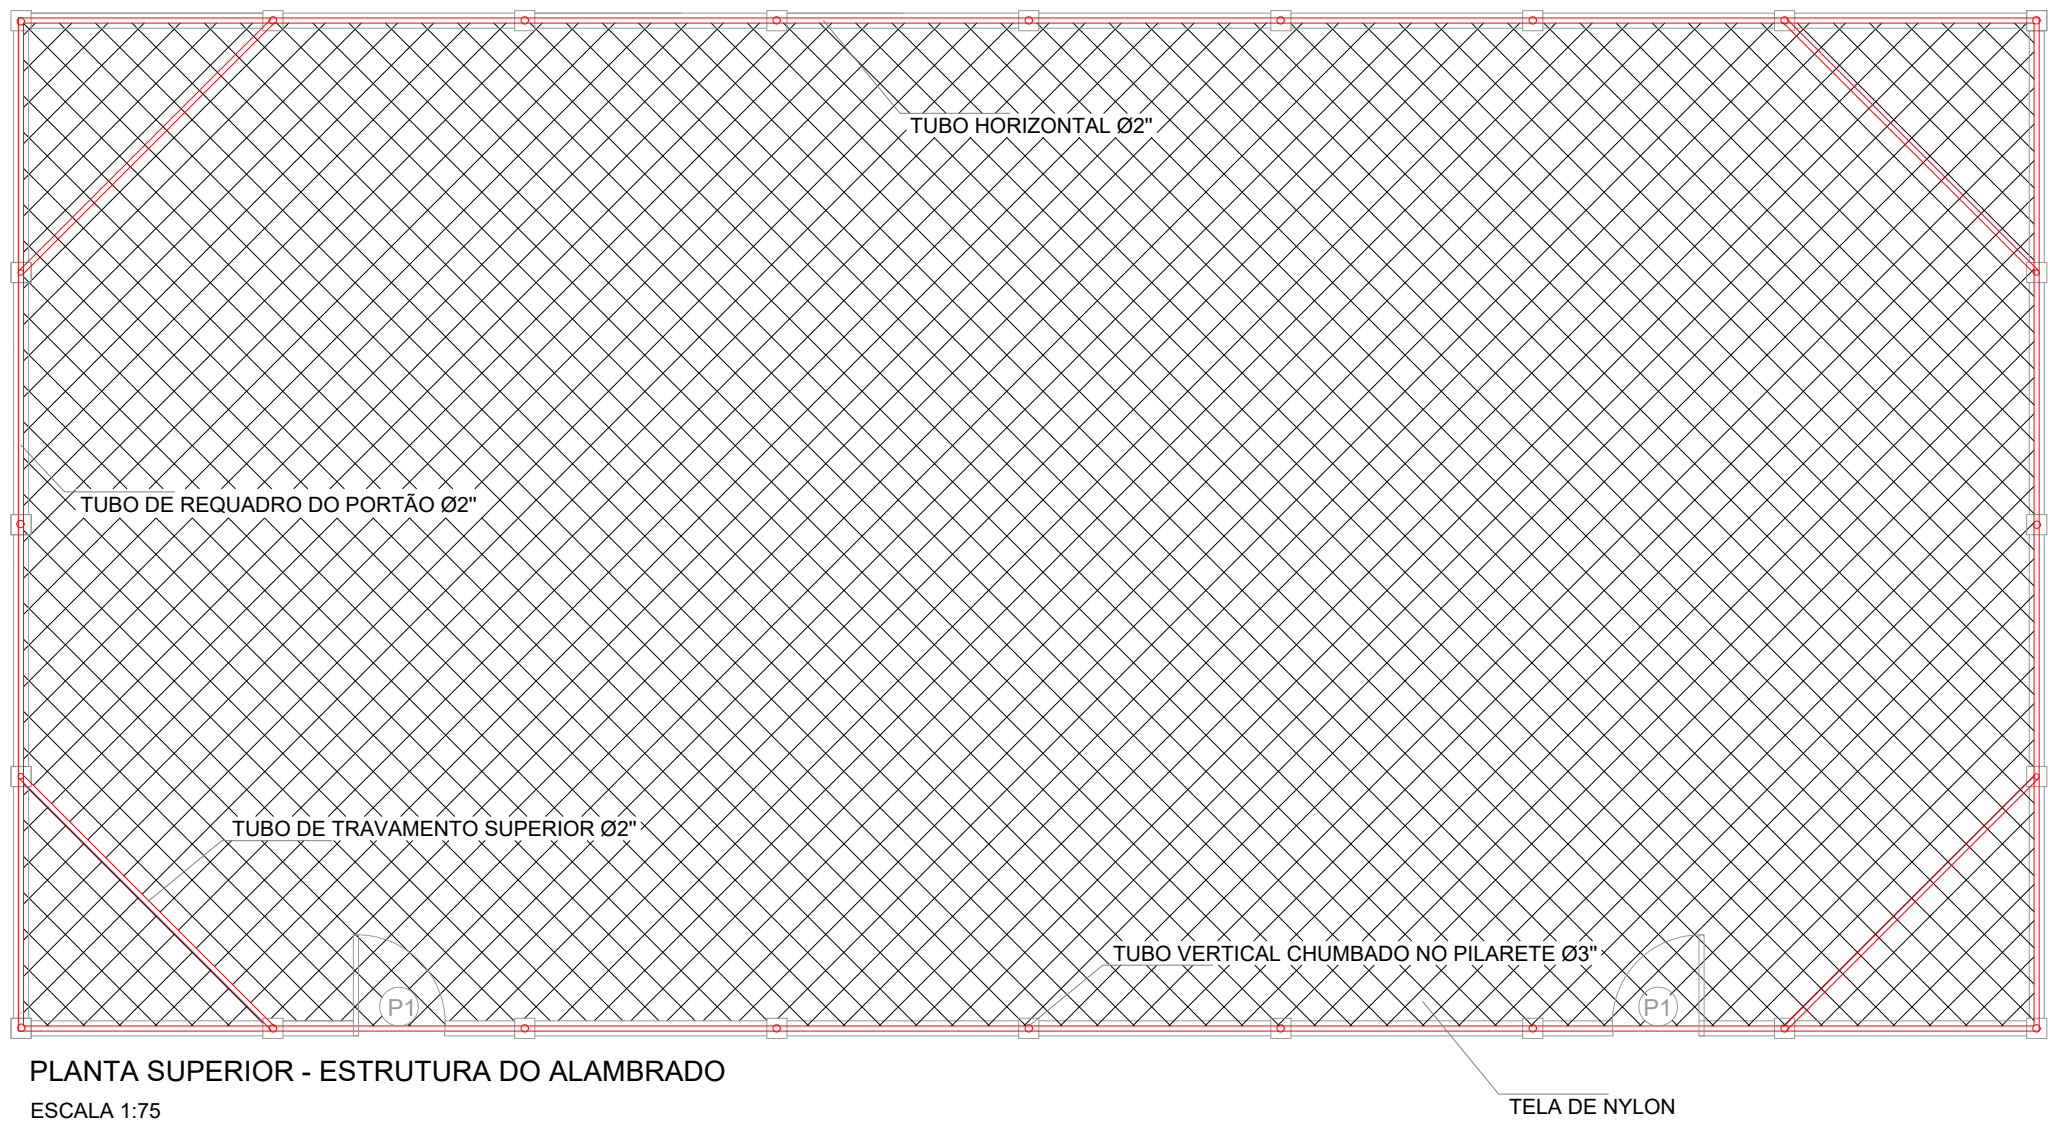 TUBO HORIZONTAL Ø2"
TUBO DE REQUADRO DO PORTÃO Ø2"
TUBO DE TRAVAMENTO SUPERIOR Ø2"
TUBO VERTICAL CHUMBADO NO PILARETE Ø3"
P1
P1
PLANTA SUPERIOR - ESTRUTURA DO ALAMBRADO
ESCALA 1:75
TELA DE NYLON